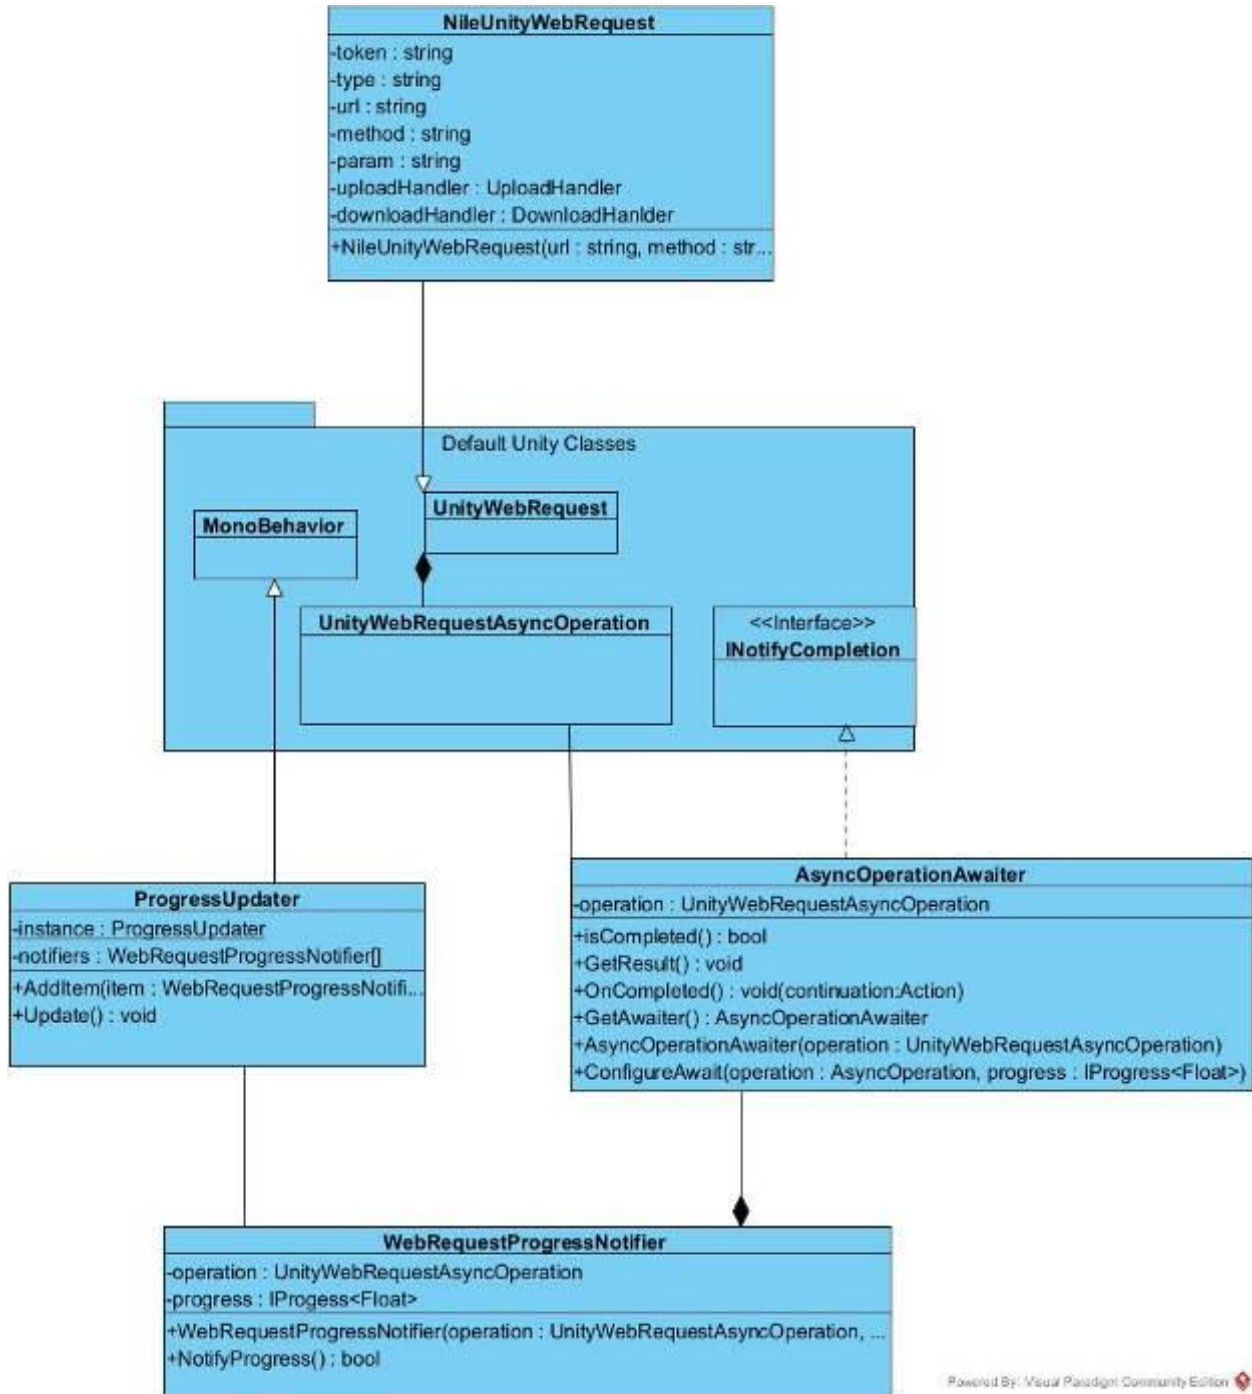 NileUnityWebRequest
-token : string
-type : string
-url : string
-method : string
-param : string
-uploadHandler : UploadHandler
-downloadHandler : DownloadHanlder
+NileUnityWebRequest(url : string, method : str...
Default Unity Classes
UnityWebRequest
MonoBehavior
UnityWebRequestAsyncOperation
<<Interface>>
INotifyCompletion
ProgressUpdater
-instance : ProgressUpdater
-notifiers : WebRequestProgressNotifier[]
+AddItem(item : WebRequestProgressNotifi...
+Update() : void
AsyncOperationAwaiter
-operation : UnityWebRequestAsyncOperation
+isCompleted() : bool
+GetResult() : void
+OnCompleted() : void(continuation:Action)
+GetAwaiter() : AsyncOperationAwaiter
+AsyncOperationAwaiter(operation : UnityWebRequestAsyncOperation)
+ConfigureAwait(operation : AsyncOperation, progress : IProgress<Float>)
WebRequestProgressNotifier
-operation : UnityWebRequestAsyncOperation
-progress : IProgess<Float>
+WebRequestProgressNotifier(operation : UnityWebRequestAsyncOperation, ...
+NotifyProgress() : bool
Powered By: Visual Paradigm Community Edition